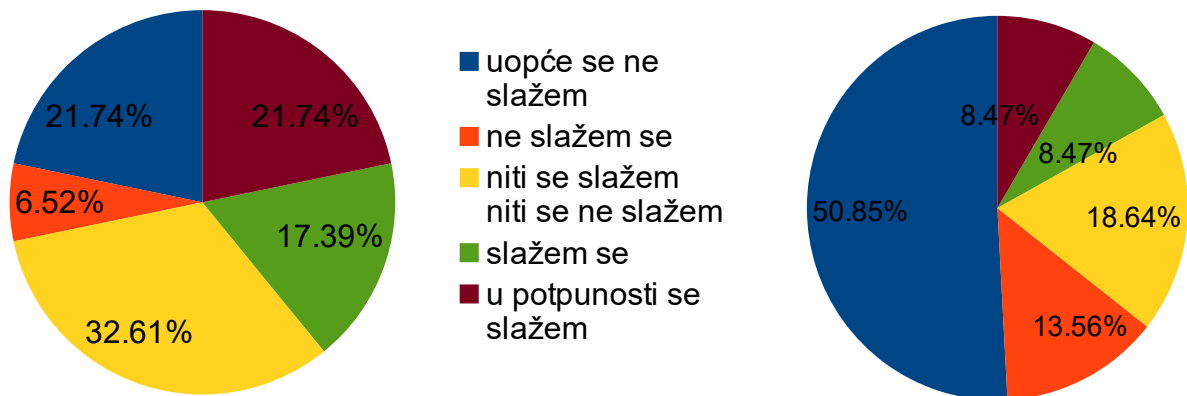 21.74%
21.74%
6.52%
17.39%
32.61%
uopće se ne
slažem
ne slažem se
niti se slažem
niti se ne slažem
slažem se
u potpunosti se
slažem
8.47%
8.47%
50.85%
18.64%
13.56%